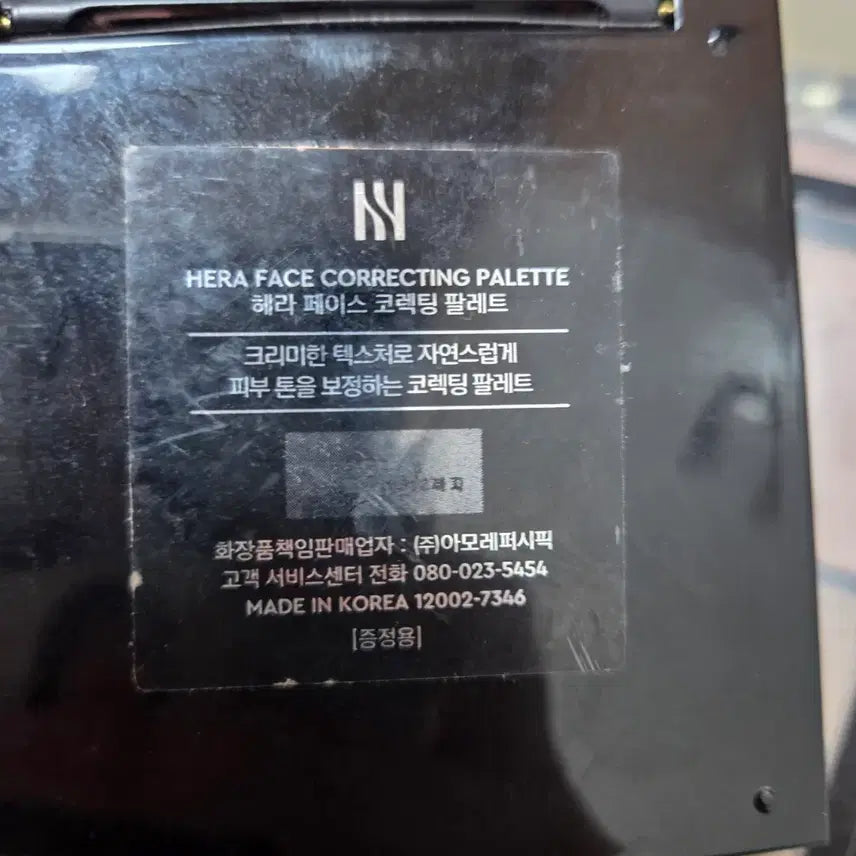 HERA FACE CORRECTING PALETTE
헤라 페이스 코렉팅 팔레트
크리미한 텍스처로 자연스럽게
피부 톤을 보정하는 코렉팅 팔레트
화장품책임판매업자 : (주)아모레퍼시픽
고객 서비스센터 전화 080-023-5454
MADE IN KOREA 12002-7346
[증정용]